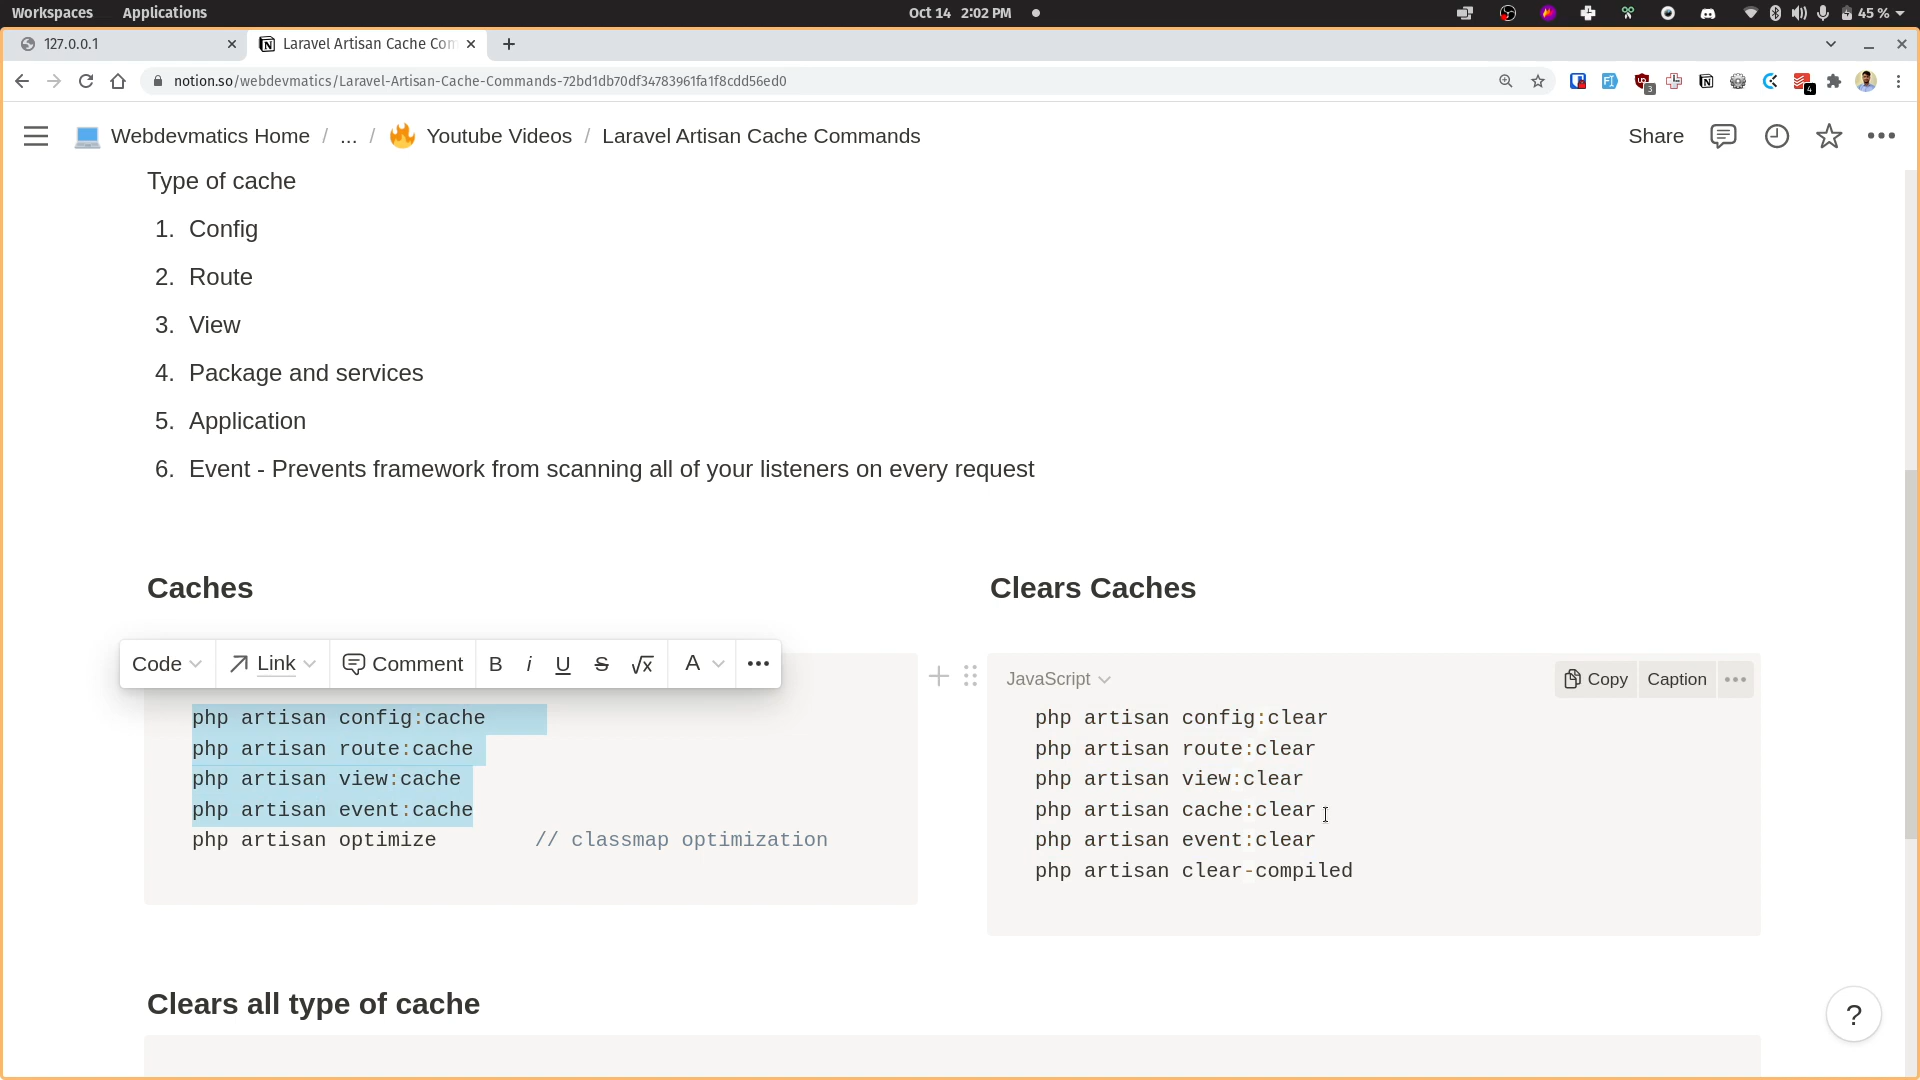 Workspaces Applications Oct 14 2:02 PM 45 %
127.0.0.1 Laravel Artisan Cache Com
notion.so/webdevmatics/Laravel-Artisan-Cache-Commands-72bd1db70df34783961fa1f8cdd56ed0 3 4
Webdevmatics Home / ... / Youtube Videos / Laravel Artisan Cache Commands Share
Type of cache
1. Config
2. Route
3. View
4. Package and services
5. Application
6. Event - Prevents framework from scanning all of your listeners on every request
Caches
Code Link Comment B i U S √x A
php artisan config:cache
php artisan route:cache
php artisan view:cache
php artisan event:cache
php artisan optimize // classmap optimization
Clears Caches
JavaScript Copy Caption
php artisan config:clear
php artisan route:clear
php artisan view:clear
php artisan cache:clear
php artisan event:clear
php artisan clear-compiled
Clears all type of cache
?